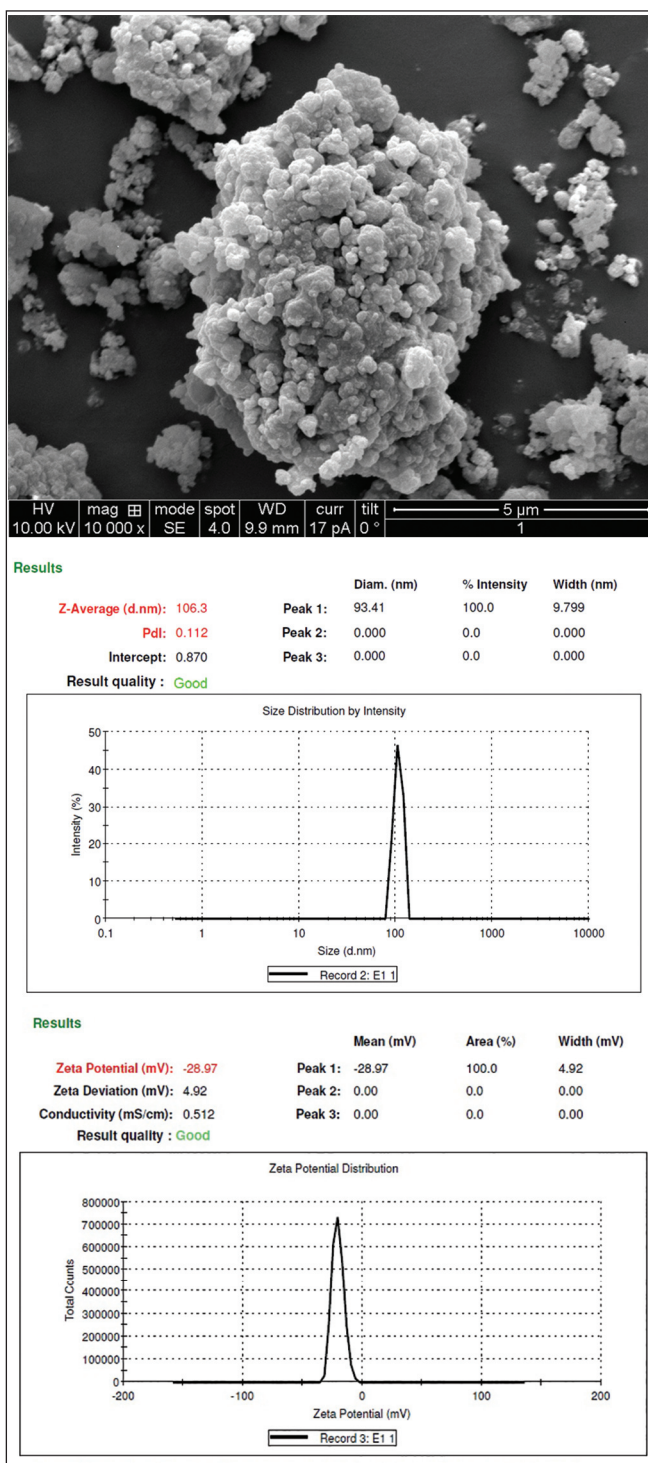 HV mag mode spot WD curr tilt 5 µm
10.00 kV 10 000 x SE 4.0 9.9 mm 17 pA 0 ° 1
Results
Diam. (nm) % Intensity Width (nm)
Z-Average (d.nm): 106.3 Peak 1: 93.41 100.0 9.799
PdI: 0.112 Peak 2: 0.000 0.0 0.000
Intercept: 0.870 Peak 3: 0.000 0.0 0.000
Result quality : Good
Size Distribution by Intensity
50
40
30
20
10
0
Intensity (%)
0.1 1 10 100 1000 10000
Size (d.nm)
Record 2: E1 1
Results
Mean (mV) Area (%) Width (mV)
Zeta Potential (mV): -28.97 Peak 1: -28.97 100.0 4.92
Zeta Deviation (mV): 4.92 Peak 2: 0.00 0.0 0.00
Conductivity (mS/cm): 0.512 Peak 3: 0.00 0.0 0.00
Result quality : Good
Zeta Potential Distribution
800000
700000
600000
500000
400000
300000
200000
100000
0
Total Counts
-200 -100 0 100 200
Zeta Potential (mV)
Record 3: E1 1